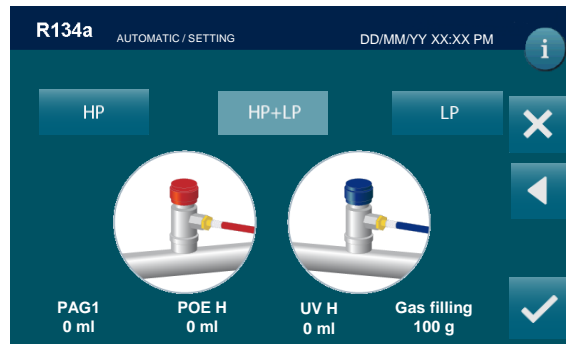 R134a AUTOMATIC / SETTING DD/MM/YY XX:XX PM
i
HP HP+LP LP
PAG1 POE H UV H Gas filling
0 ml 0 ml 0 ml 100 g